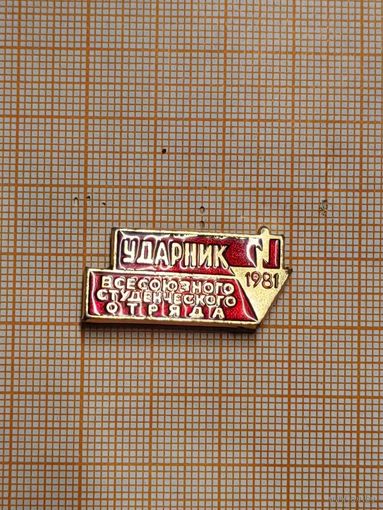 УДАРНИК
1981
ВСЕСОЮЗНОГО
СТУДЕНЧЕСКОГО
ОТРЯДА